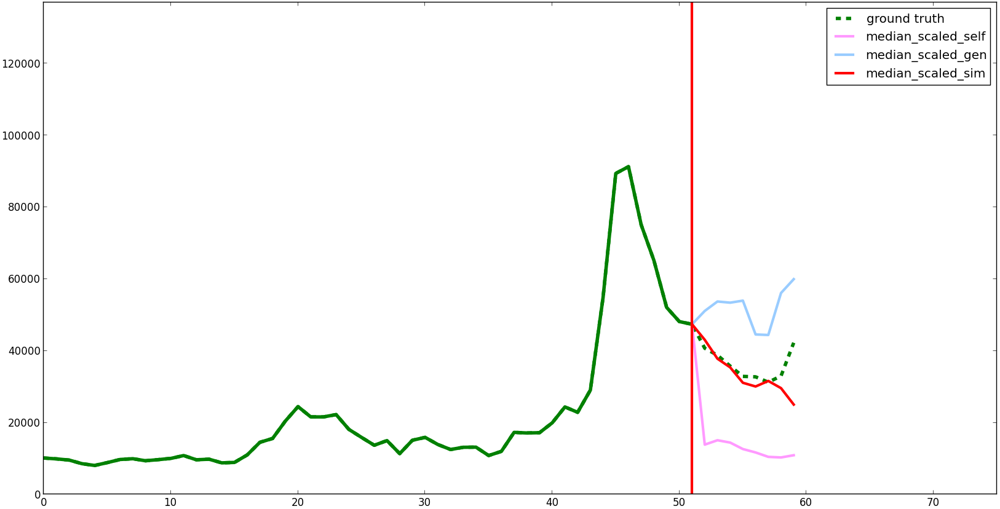 ground truth
median_scaled_self
median_scaled_gen
median_scaled_sim
120000
100000
80000
60000
40000
20000
0
0 10 20 30 40 50 60 70